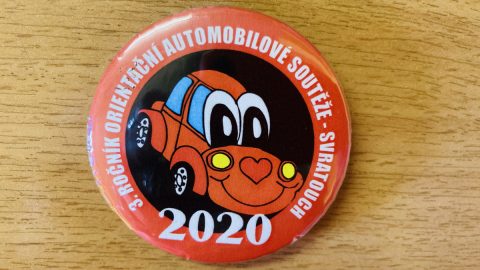 3. ROČNÍK ORIENTAČNÍ AUTOMOBILOVÉ SOUTĚŽE - SVRATOUCH
2020